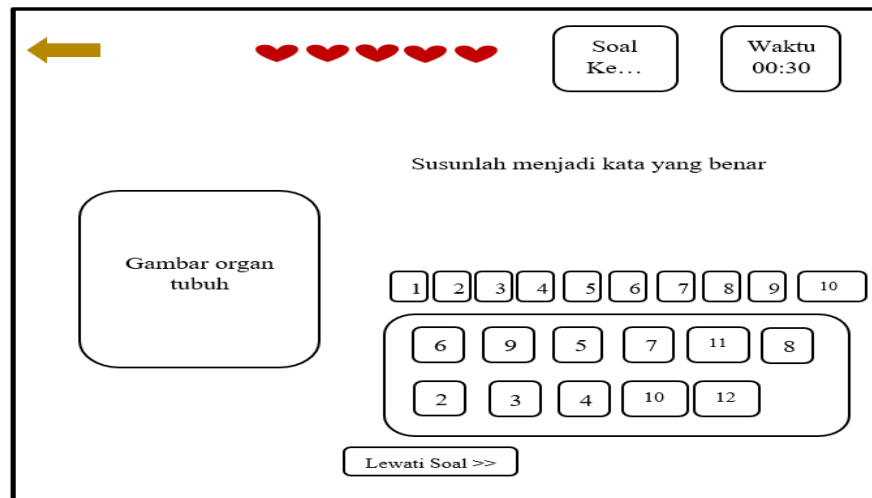 Soal
Ke...
Waktu
00:30
Susunlah menjadi kata yang benar
Gambar organ
tubuh
1 2 3 4 5 6 7 8 9 10
6 9 5 7 11 8
2 3 4 10 12
Lewati Soal >>